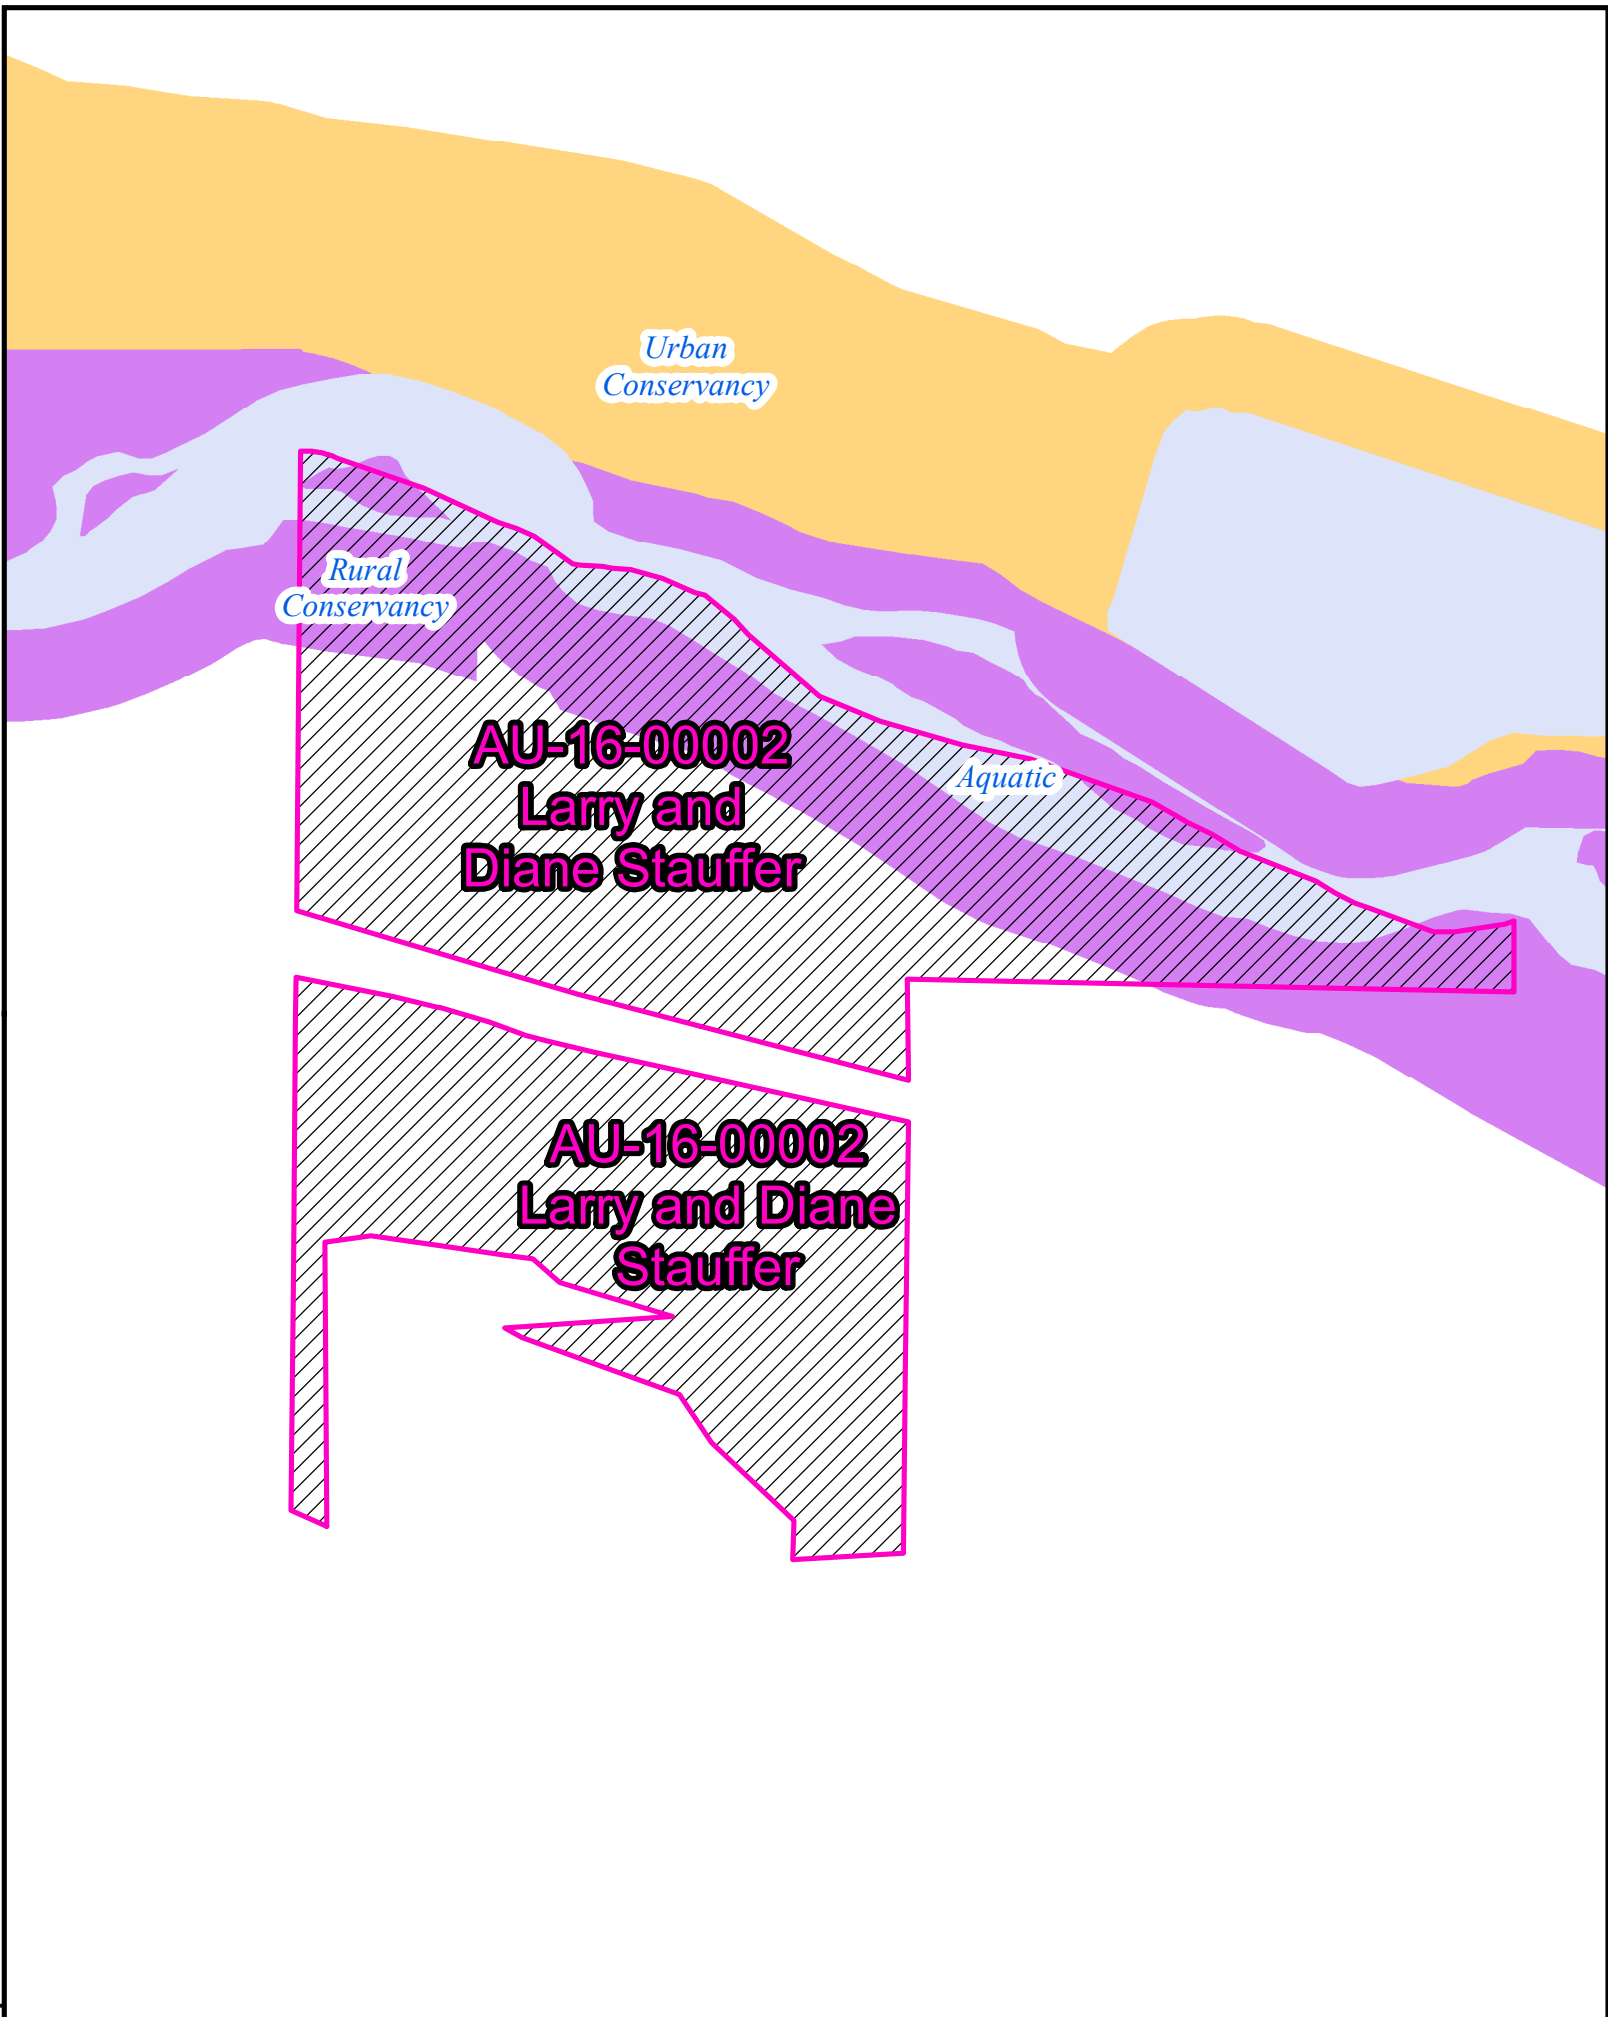 Urban
Conservancy
Rural
Conservancy
AU-16-00002
Larry and
Diane Stauffer
Aquatic
AU-16-00002
Larry and Diane
Stauffer